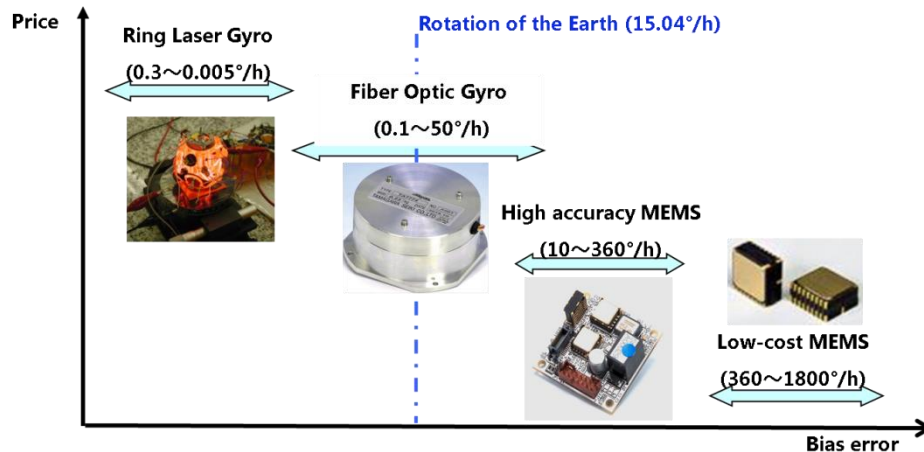 Price
Rotation of the Earth (15.04°/h)
Ring Laser Gyro
(0.3～0.005°/h)
Fiber Optic Gyro
(0.1～50°/h)
High accuracy MEMS
(10～360°/h)
Low-cost MEMS
(360～1800°/h)
Bias error